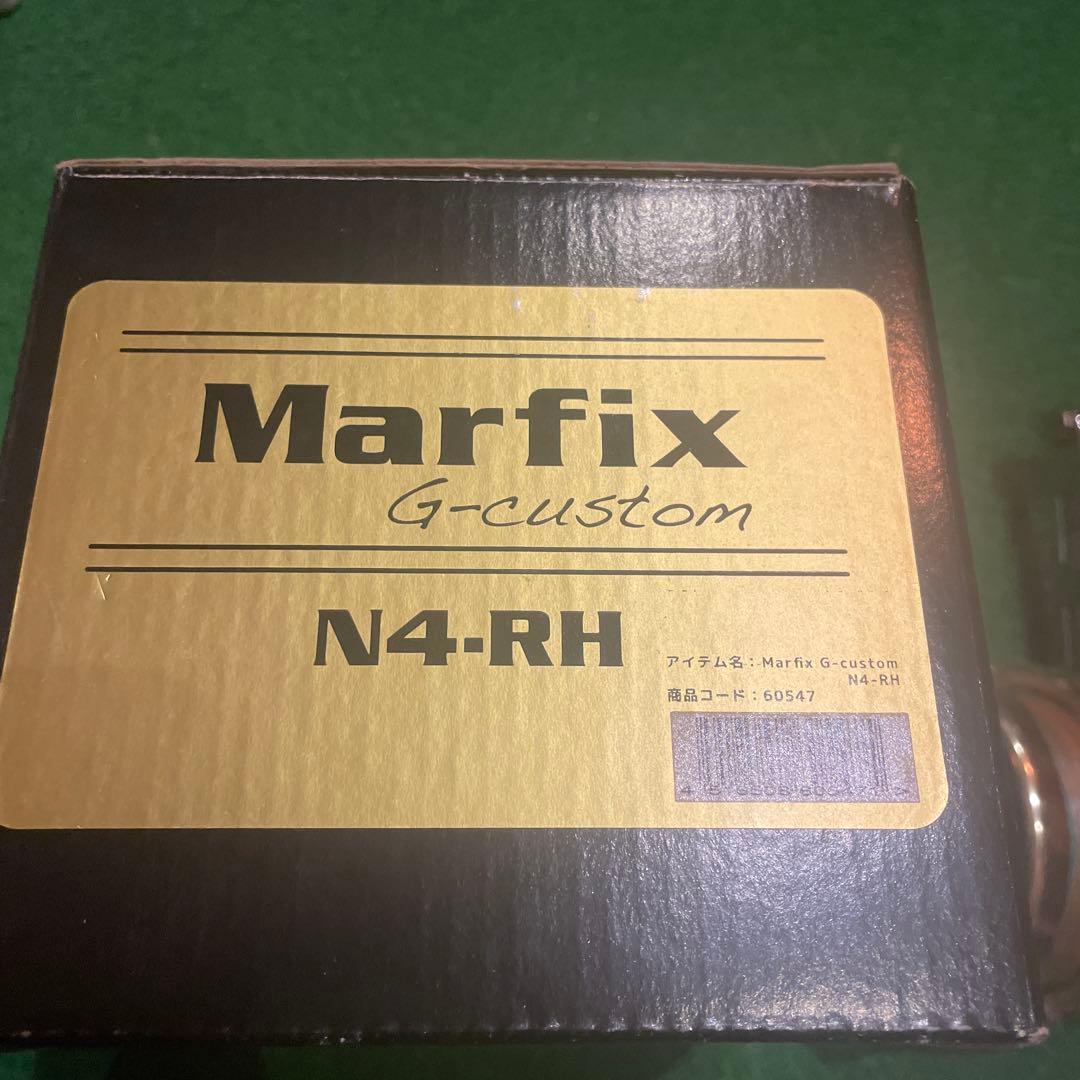 Marfix
G-custom
N4-RH
アイテム名：Marfix G-custom
N4-RH
商品コード：60547